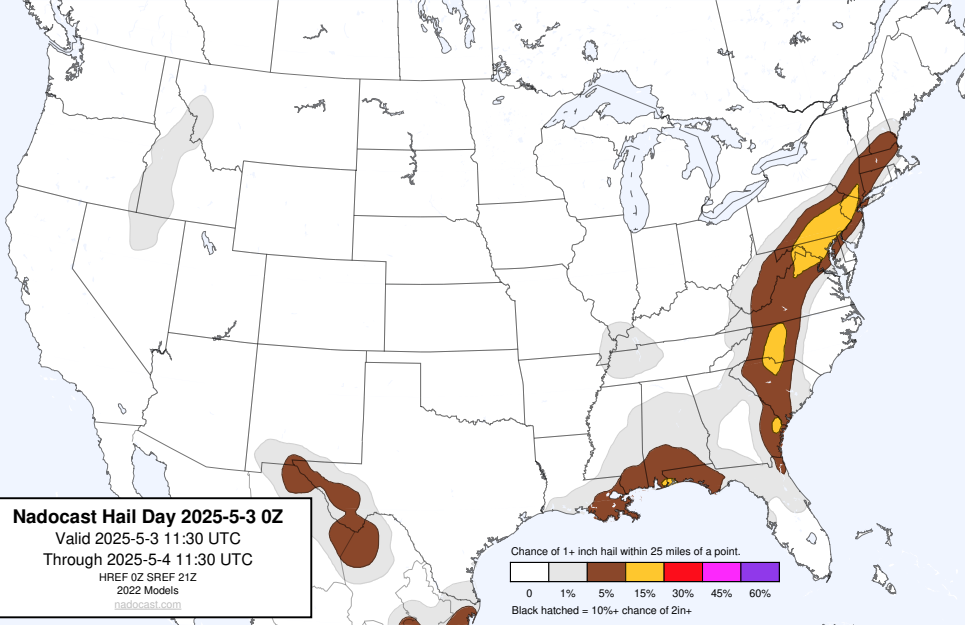 Nadocast Hail Day 2025-5-3 0Z
Valid 2025-5-3 11:30 UTC
Through 2025-5-4 11:30 UTC
HREF 0Z SREF 21Z
2022 Models
nadocast.com
Chance of 1+ inch hail within 25 miles of a point.
0 1% 5% 15% 30% 45% 60%
Black hatched = 10%+ chance of 2in+